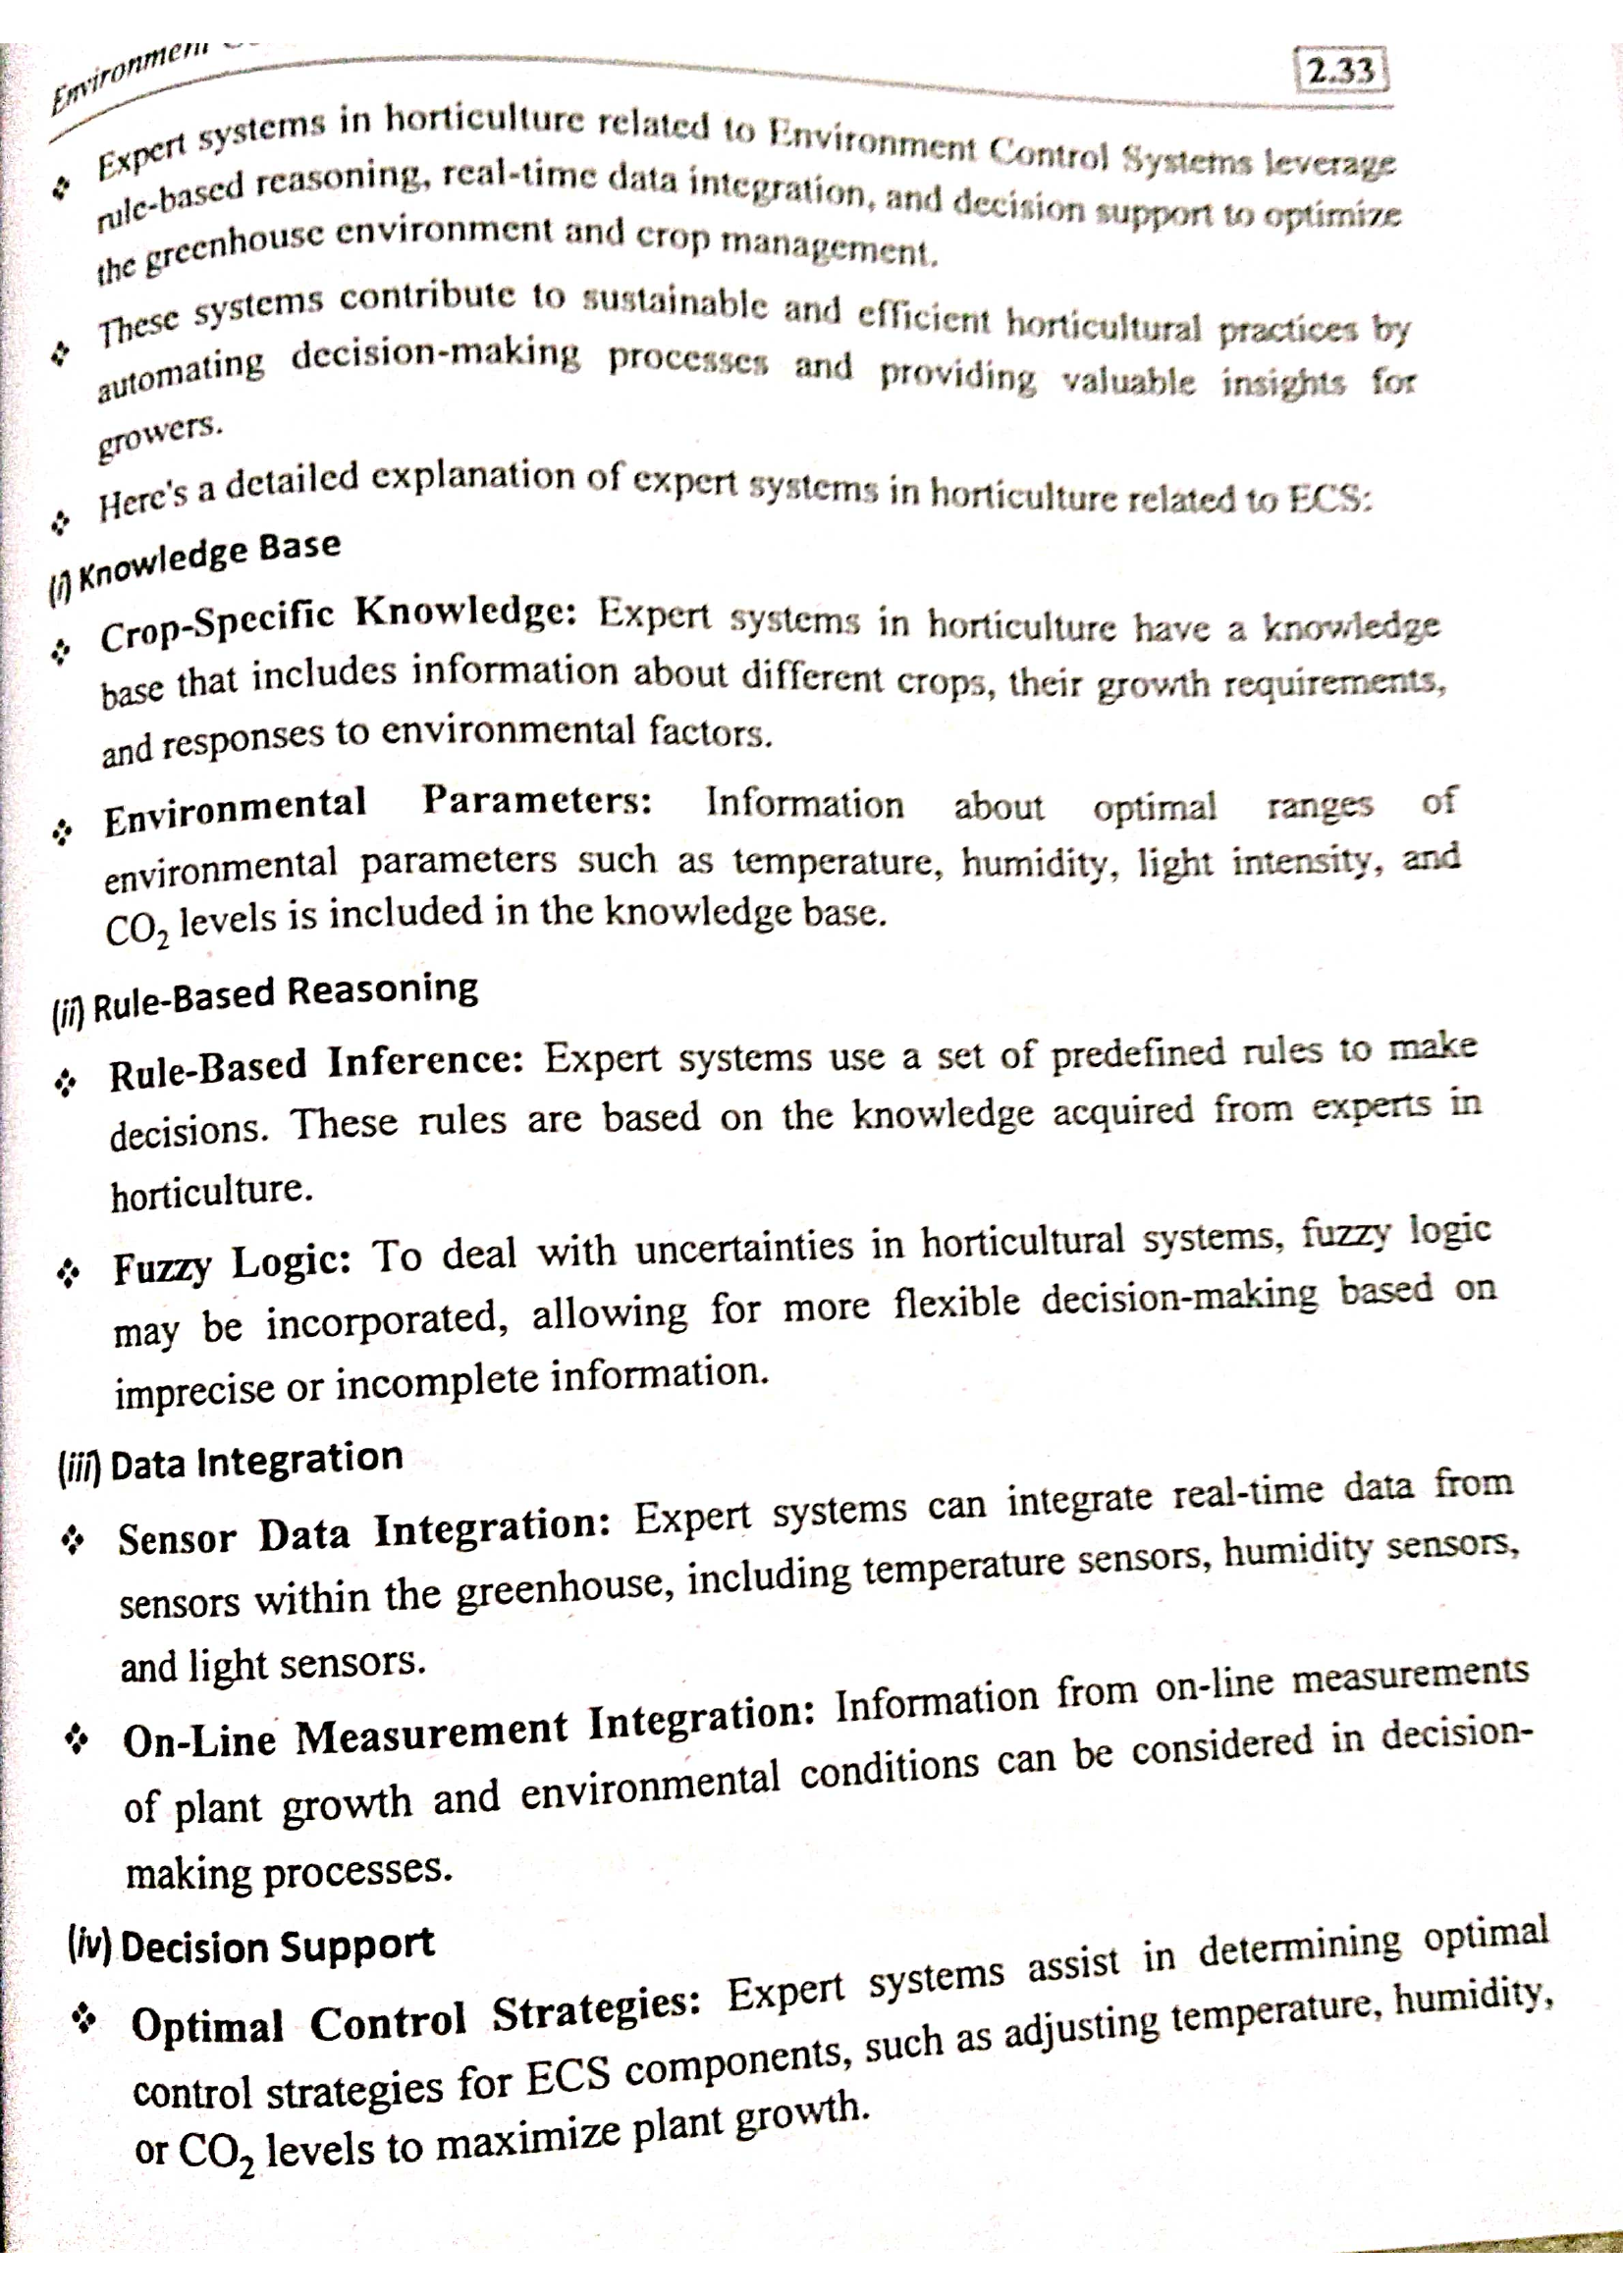 Environment
2.33
❖ Expert systems in horticulture related to Environment Control Systems leverage
rule-based reasoning, real-time data integration, and decision support to optimize
the greenhouse environment and crop management.
❖ These systems contribute to sustainable and efficient horticultural practices by
automating decision-making processes and providing valuable insights for
growers.
❖ Here's a detailed explanation of expert systems in horticulture related to ECS:
(i) Knowledge Base
❖ Crop-Specific Knowledge: Expert systems in horticulture have a knowledge
base that includes information about different crops, their growth requirements,
and responses to environmental factors.
❖ Environmental Parameters: Information about optimal ranges of
environmental parameters such as temperature, humidity, light intensity, and
CO₂ levels is included in the knowledge base.
(ii) Rule-Based Reasoning
❖ Rule-Based Inference: Expert systems use a set of predefined rules to make
decisions. These rules are based on the knowledge acquired from experts in
horticulture.
❖ Fuzzy Logic: To deal with uncertainties in horticultural systems, fuzzy logic
may be incorporated, allowing for more flexible decision-making based on
imprecise or incomplete information.
(iii) Data Integration
❖ Sensor Data Integration: Expert systems can integrate real-time data from
sensors within the greenhouse, including temperature sensors, humidity sensors,
and light sensors.
❖ On-Line Measurement Integration: Information from on-line measurements
of plant growth and environmental conditions can be considered in decision-
making processes.
(iv) Decision Support
❖ Optimal Control Strategies: Expert systems assist in determining optimal
control strategies for ECS components, such as adjusting temperature, humidity,
or CO₂ levels to maximize plant growth.